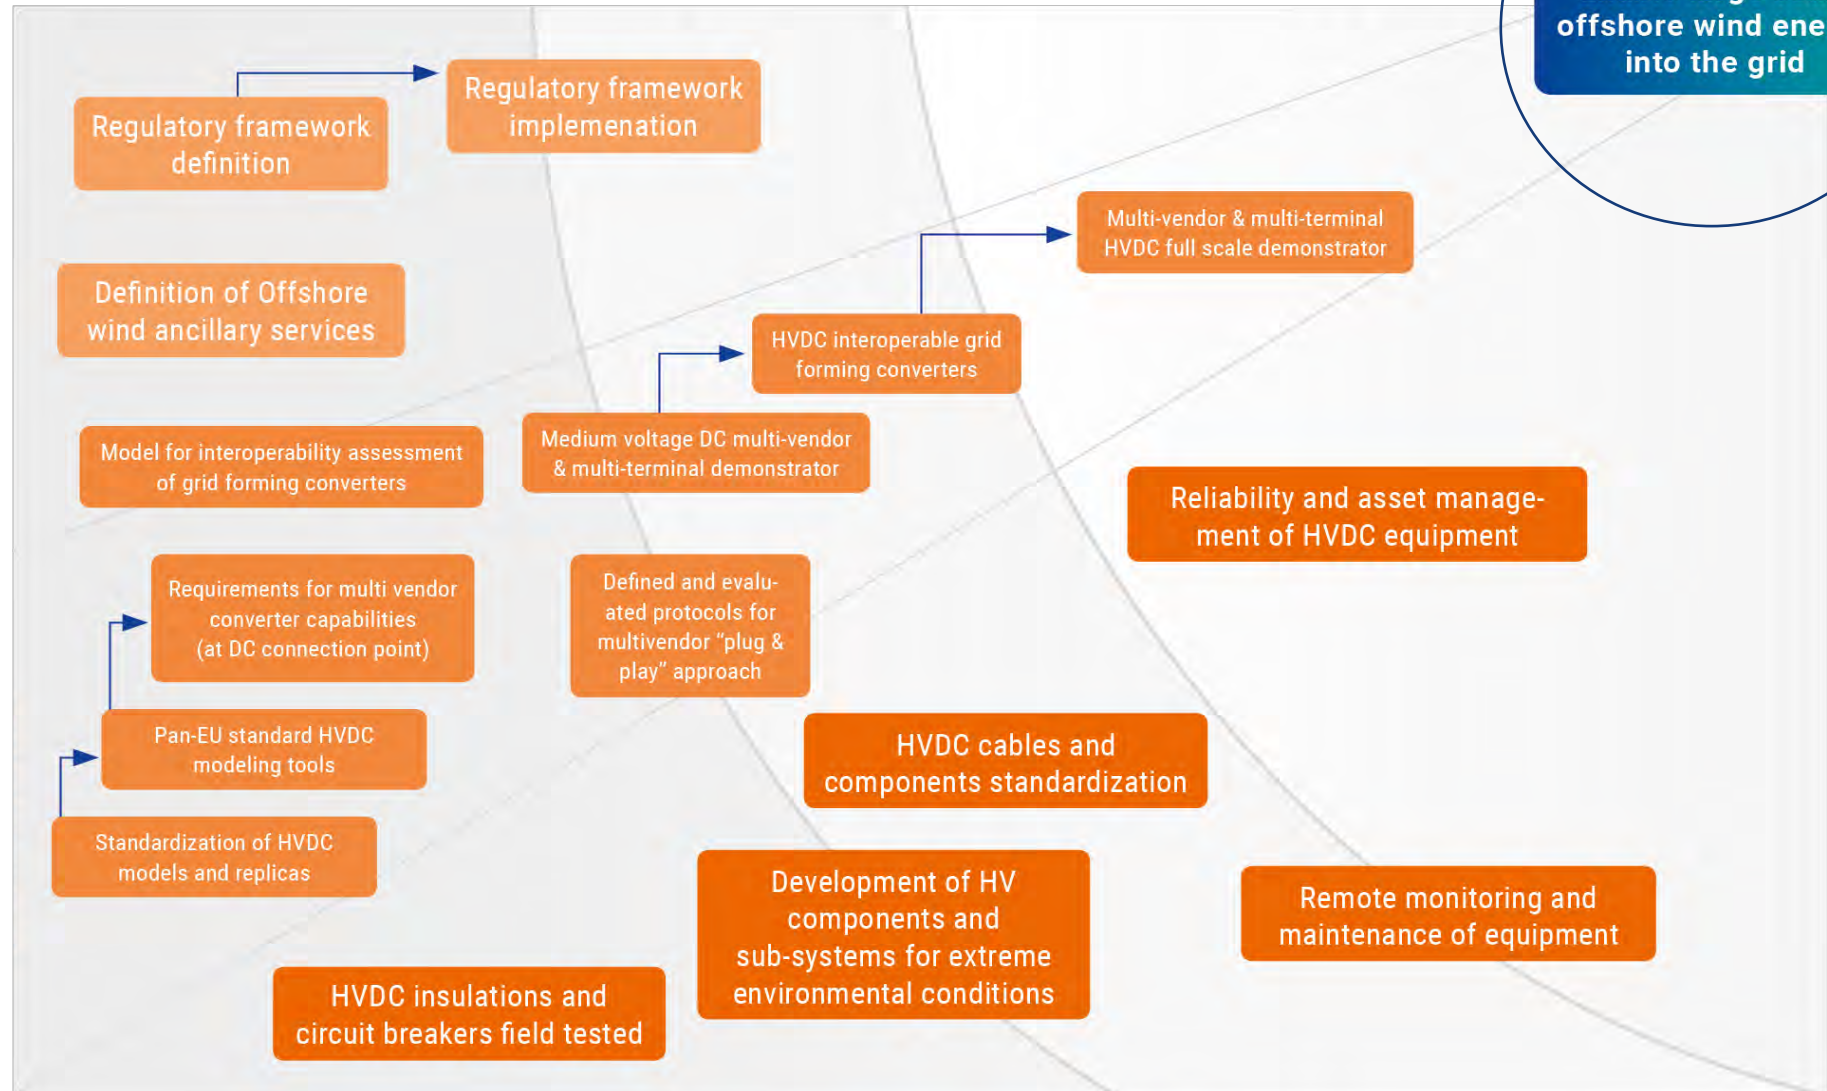 offshore wind
into the grid
Regulatory framework
implemenation
Regulatory framework
definition
Multi-vendor & multi-terminal
HVDC full scale demonstrator
Definition of Offshore
wind ancillary services
HVDC interoperable grid
forming converters
Medium voltage DC multi-vendor
& multi-terminal demonstrator
Model for interoperability assessment
of grid forming converters
Reliability and asset manage-
ment of HVDC equipment
Requirements for multi vendor
converter capabilities
(at DC connection point)
Defined and evalu-
ated protocols for
multivendor “plug &
play” approach
Pan-EU standard HVDC
modeling tools
HVDC cables and
components standardization
Standardization of HVDC
models and replicas
Development of HV
components and
sub-systems for extreme
environmental conditions
Remote monitoring and
maintenance of equipment
HVDC insulations and
circuit breakers field tested